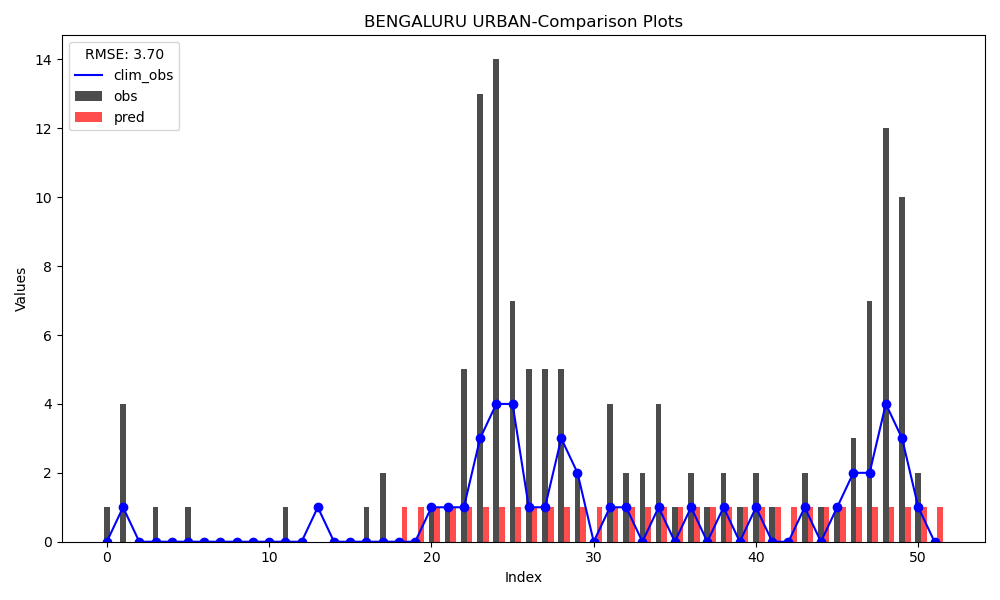 BENGALURU URBAN-Comparison Plots
RMSE: 3.70
clim_obs
obs
pred
14
12
10
8
6
4
2
0
Values
0 10 20 30 40 50
Index